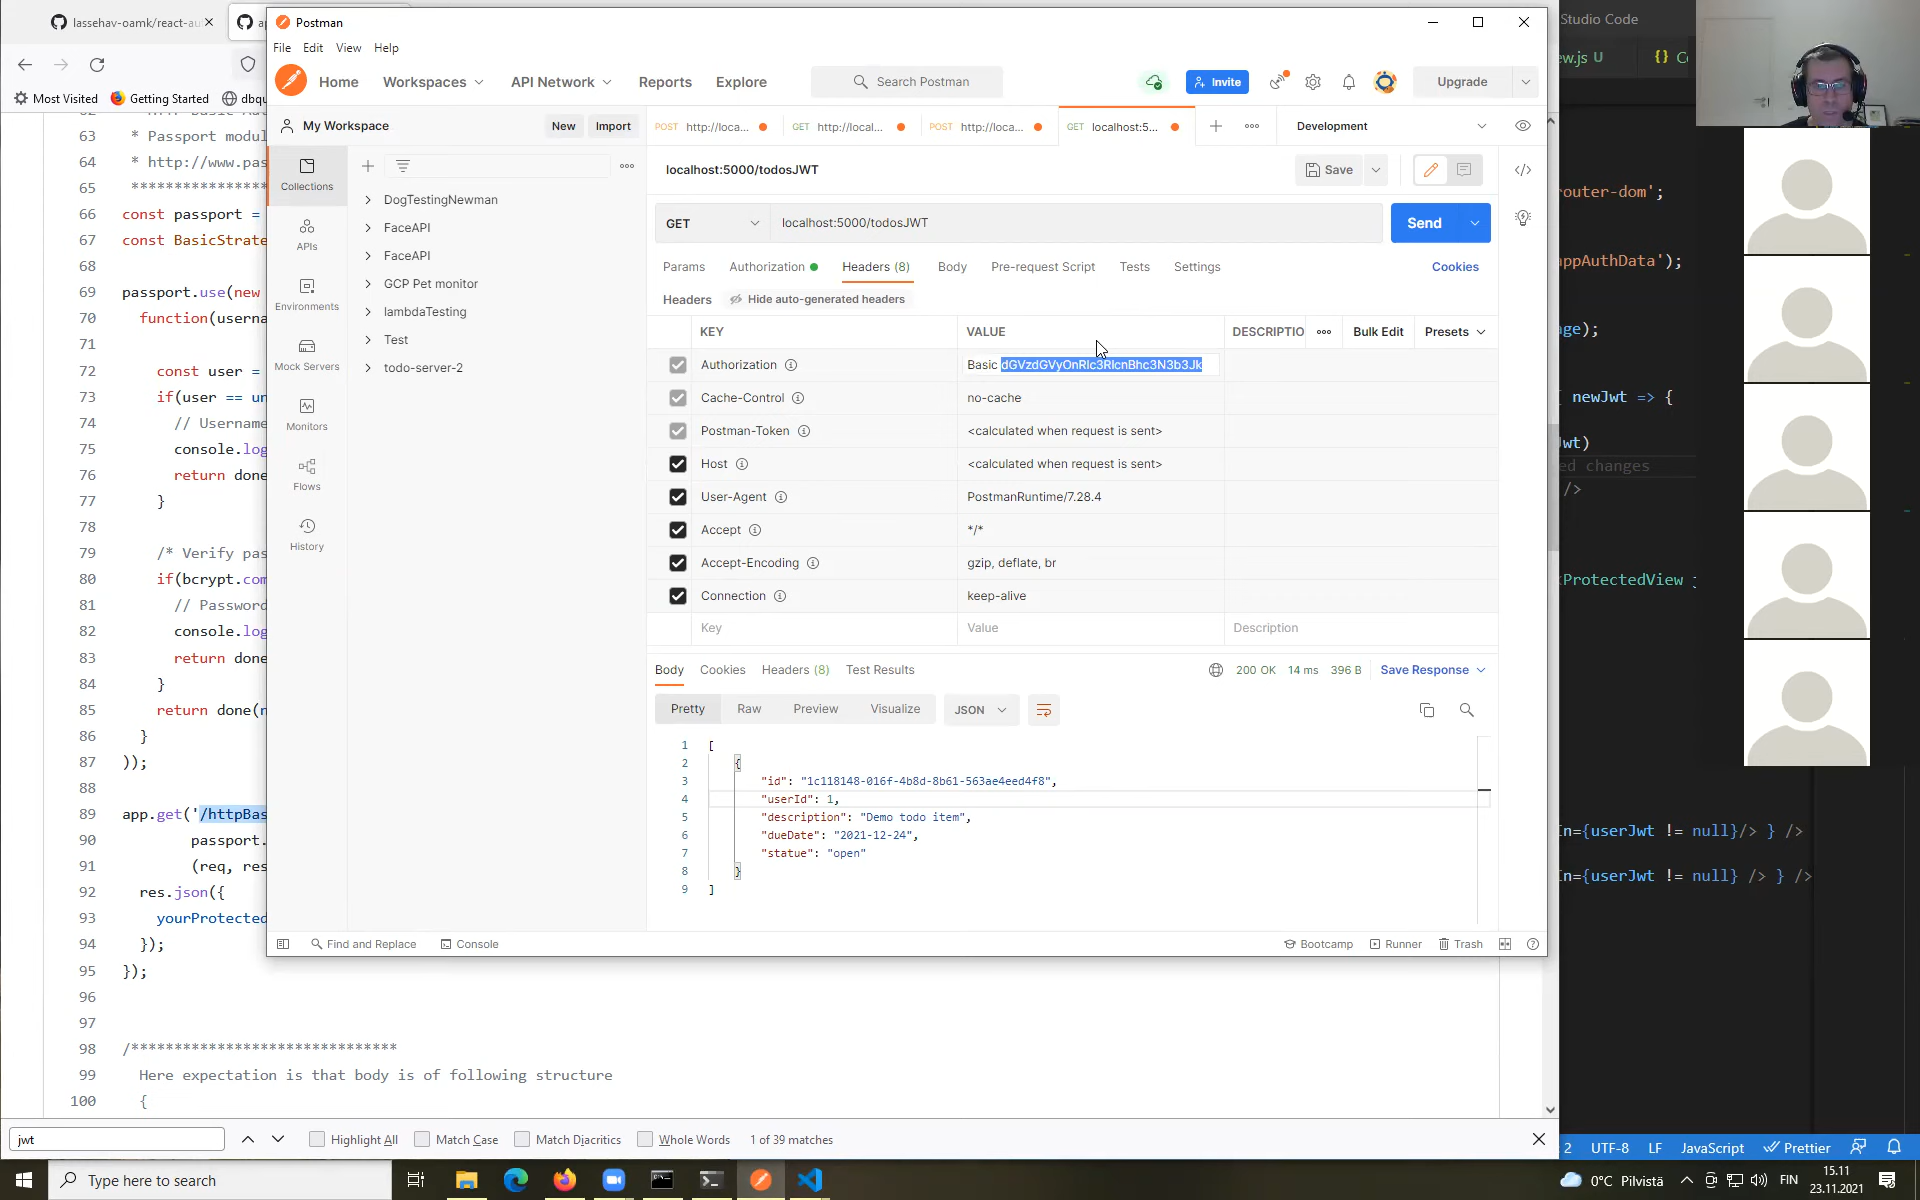 lassehav-oamk/react-au
Most Visited
Getting Started
63 * Passport modul
64 * http://www.pas
65
66 const passport =
67 const BasicStrate
68
69 passport.use(new
70 function(userna
71
72 const user =
73 if(user == un
74 // Username
75 console.log
76 return done
77 }
78
79 /* Verify pas
80 if(bcrypt.com
81 // Password
82 console.log
83 return done
84 }
85 return done(n
86 }
87 ));
88
89 app.get('/httpBas
90 passport.
91 (req, res
92 res.json({
93 yourProtected
94 });
95 });
96
97
98 /*******************************
99 Here expectation is that body is of following structure
100 {
jwt
Highlight All
Match Case
Match Diacritics
Whole Words
1 of 39 matches
Postman
File Edit View Help
Home Workspaces API Network Reports Explore
Search Postman
Invite
Upgrade
My Workspace
New Import
POST http://loca...
GET http://local...
POST http://loca...
GET localhost:5...
Development
Collections
APIs
Environments
Mock Servers
Monitors
Flows
History
DogTestingNewman
FaceAPI
FaceAPI
GCP Pet monitor
lambdaTesting
Test
todo-server-2
localhost:5000/todosJWT
Save
GET localhost:5000/todosJWT
Send
Params Authorization Headers (8) Body Pre-request Script Tests Settings
Cookies
Headers Hide auto-generated headers
KEY VALUE DESCRIPTIO Bulk Edit Presets
Authorization Basic dGVzdGVyOnRlc3RlcnBhc3N3b3Jk
Cache-Control no-cache
Postman-Token <calculated when request is sent>
Host <calculated when request is sent>
User-Agent PostmanRuntime/7.28.4
Accept */*
Accept-Encoding gzip, deflate, br
Connection keep-alive
Key Value Description
Body Cookies Headers (8) Test Results
200 OK 14 ms 396 B Save Response
Pretty Raw Preview Visualize JSON
1 [
2 {
3 "id": "1c118148-016f-4b8d-8b61-563ae4eed4f8",
4 "userId": 1,
5 "description": "Demo todo item",
6 "dueDate": "2021-12-24",
7 "statue": "open"
8 }
9 ]
Find and Replace Console
Bootcamp Runner Trash
Studio Code
ew.js U {}
router-dom';
appAuthData');
ge);
newJwt => {
wt)
ed changes
/>
ProtectedView
In={userJwt != null}/> } />
In={userJwt != null} /> } />
2 UTF-8 LF JavaScript Prettier
Type here to search
0°C Pilvistä
FIN
15.11
23.11.2021